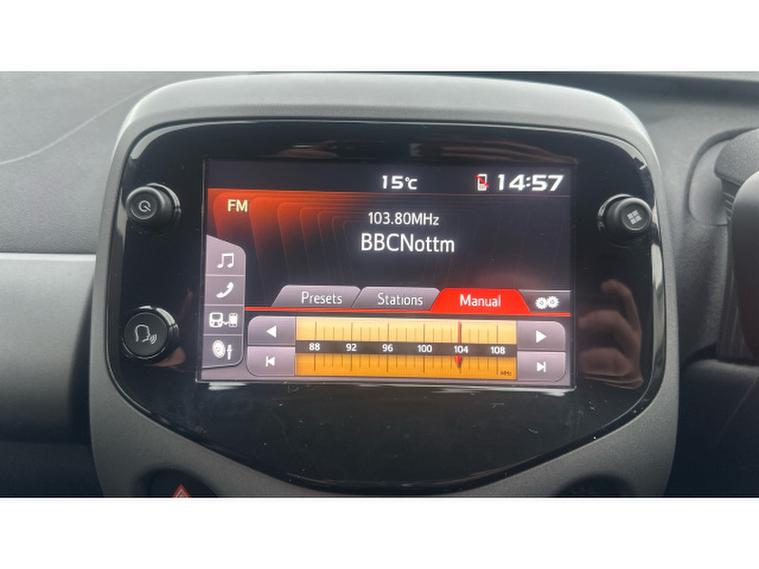 15°C 14:57
FM
103.80MHz
BBCNottm
Presets Stations Manual
88 92 96 100 104 108
MHz